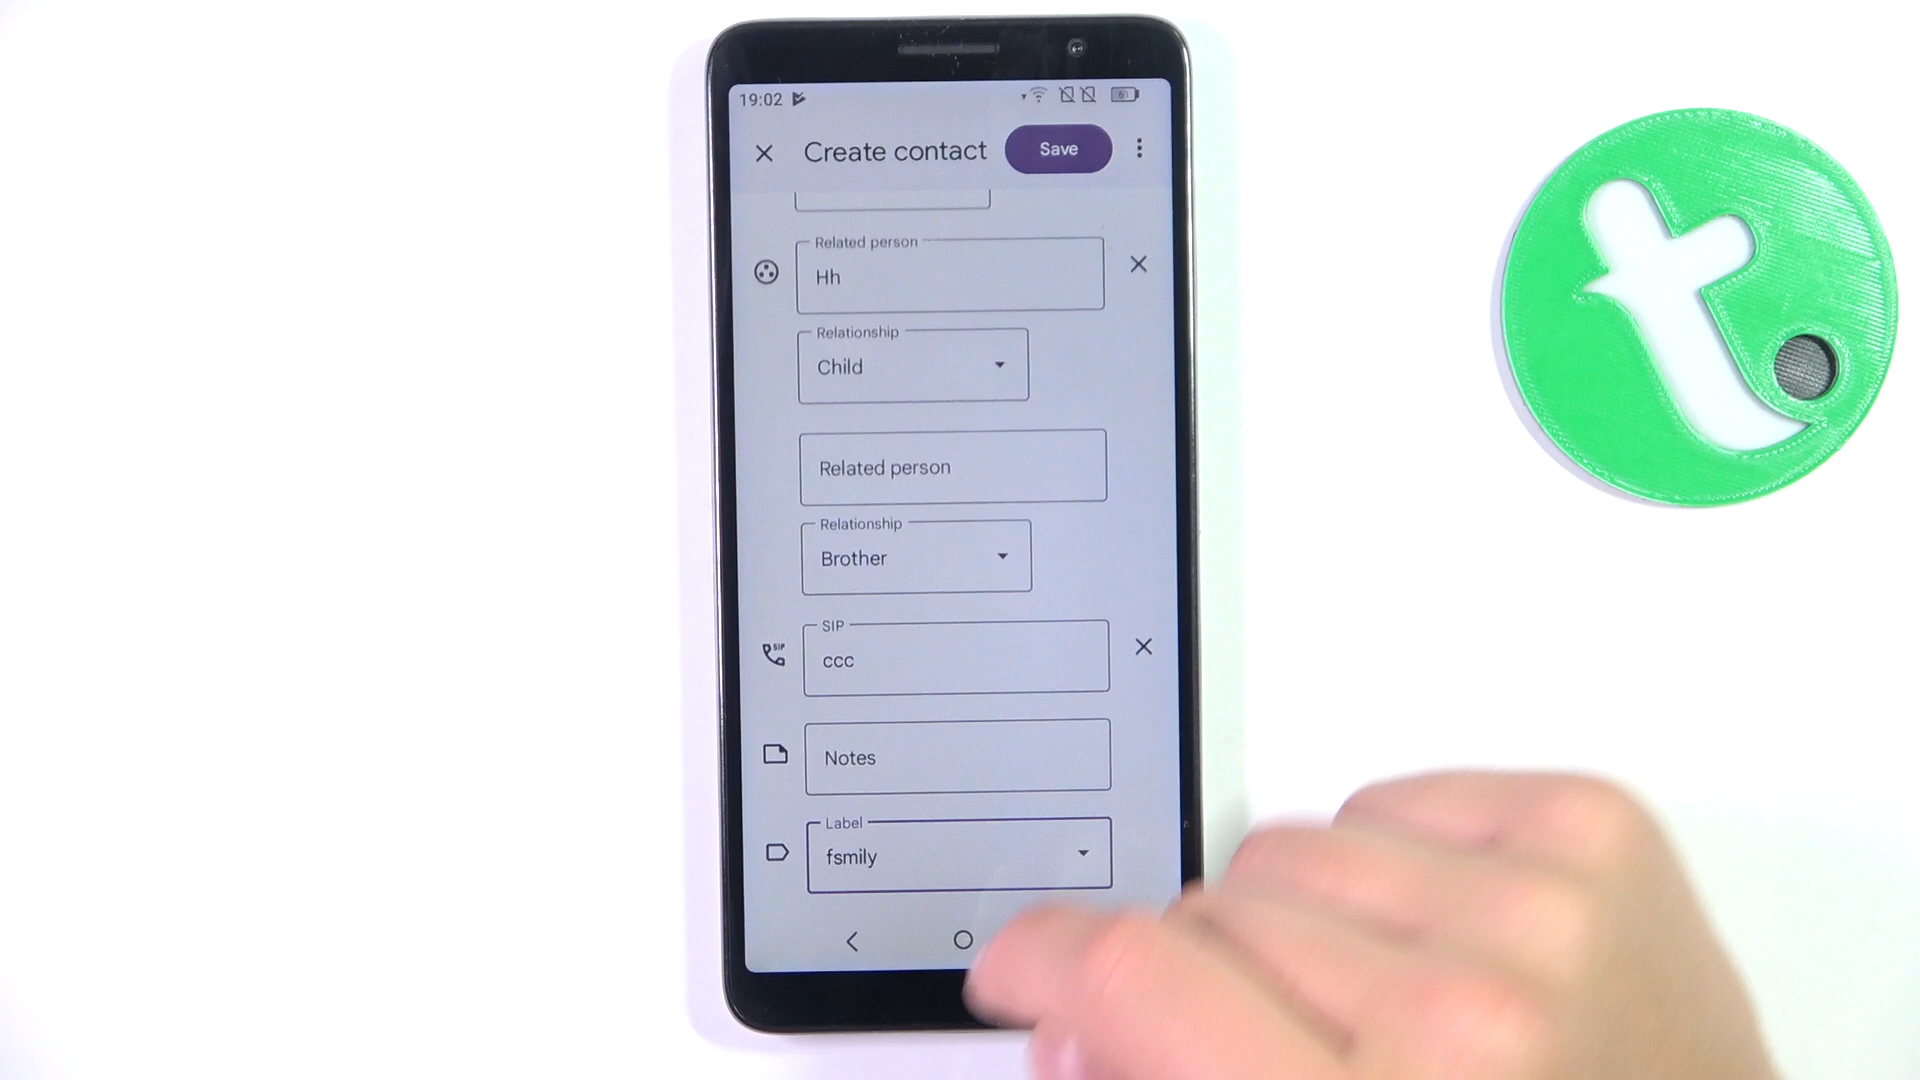 19:02
Create contact Save
Related person
Hh
Relationship
Child
Related person
Relationship
Brother
SIP
SIP
ccc
Notes
Label
fsmily